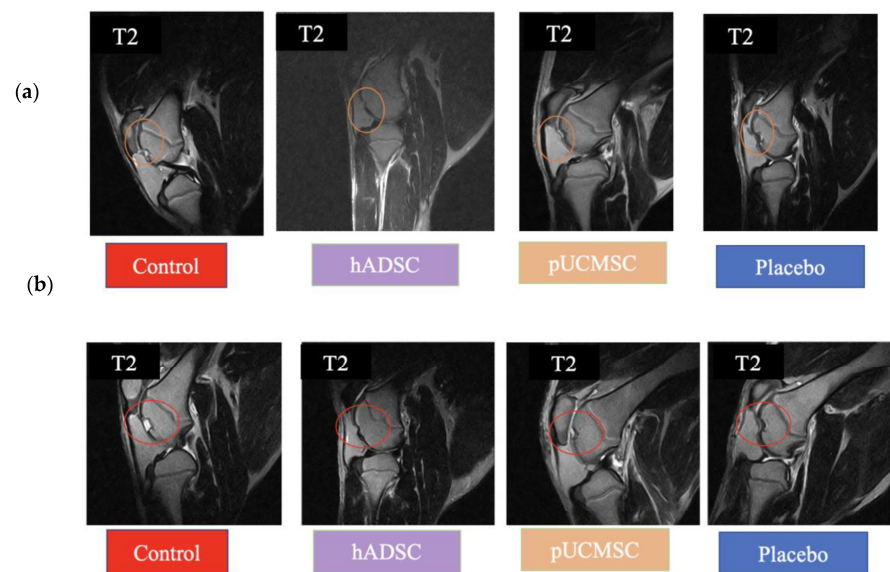 T2 T2 T2 T2
(a)
Control hADSC pUCMSC Placebo
(b)
T2 T2 T2 T2
Control hADSC pUCMSC Placebo